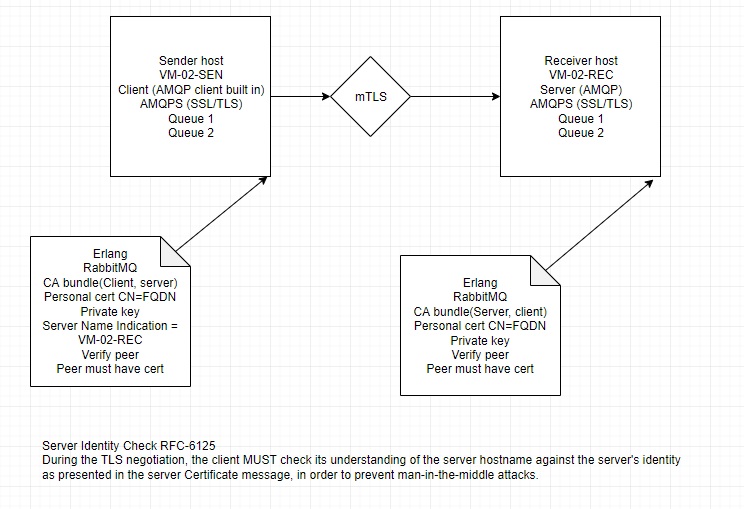 Sender host
VM-02-SEN
Client (AMQP client built in)
AMQPS (SSL/TLS)
Queue 1
Queue 2
mTLS
Receiver host
VM-02-REC
Server (AMQP)
AMQPS (SSL/TLS)
Queue 1
Queue 2
Erlang
RabbitMQ
CA bundle(Client, server)
Personal cert CN=FQDN
Private key
Server Name Indication =
VM-02-REC
Verify peer
Peer must have cert
Erlang
RabbitMQ
CA bundle(Server, client)
Personal cert CN=FQDN
Private key
Verify peer
Peer must have cert
Server Identity Check RFC-6125
During the TLS negotiation, the client MUST check its understanding of the server hostname against the server's identity
as presented in the server Certificate message, in order to prevent man-in-the-middle attacks.